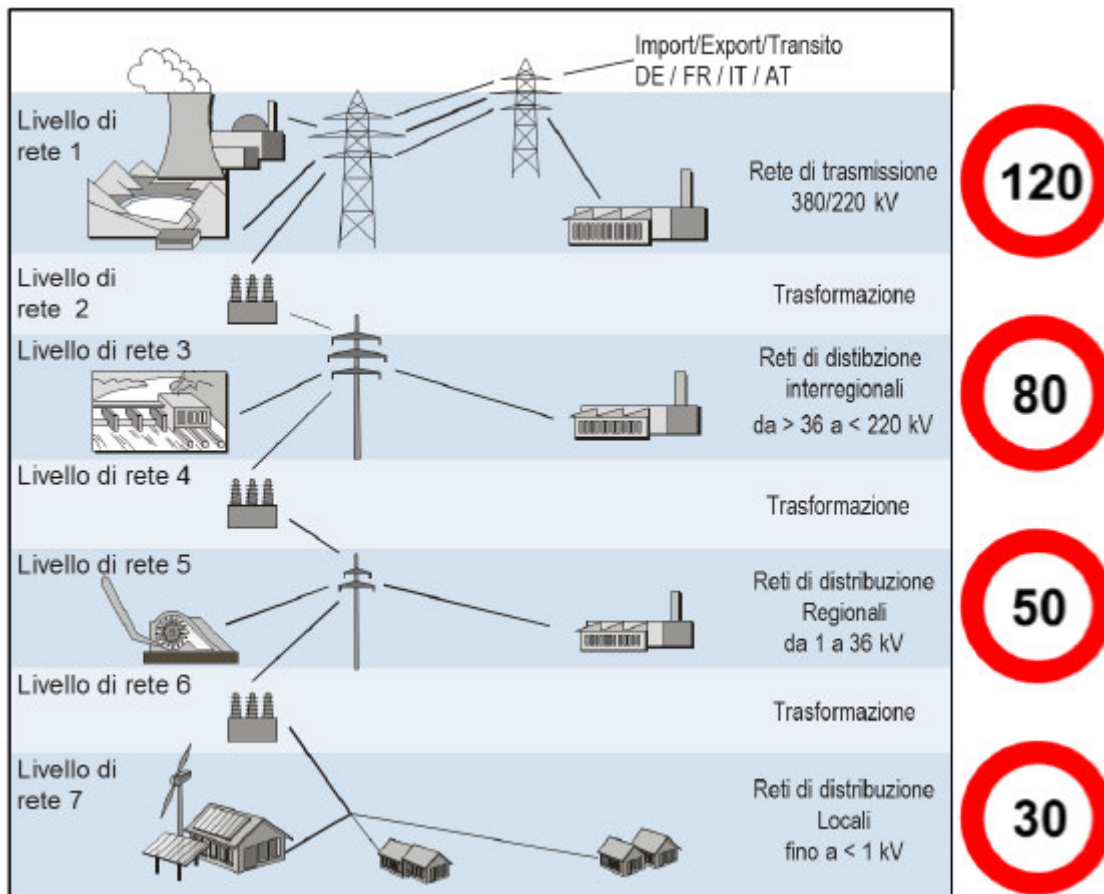 Import/Export/Transito
DE / FR / IT / AT
Livello di
rete 1
Rete di trasmissione
380/220 kV
120
Livello di
rete 2
Trasformazione
Livello di rete 3
Reti di distibzione
interregionali
da > 36 a < 220 kV
80
Livello di rete 4
Trasformazione
Livello di rete 5
Reti di distribuzione
Regionali
da 1 a 36 kV
50
Livello di rete 6
Trasformazione
Livello di
rete 7
Reti di distribuzione
Locali
fino a < 1 kV
30